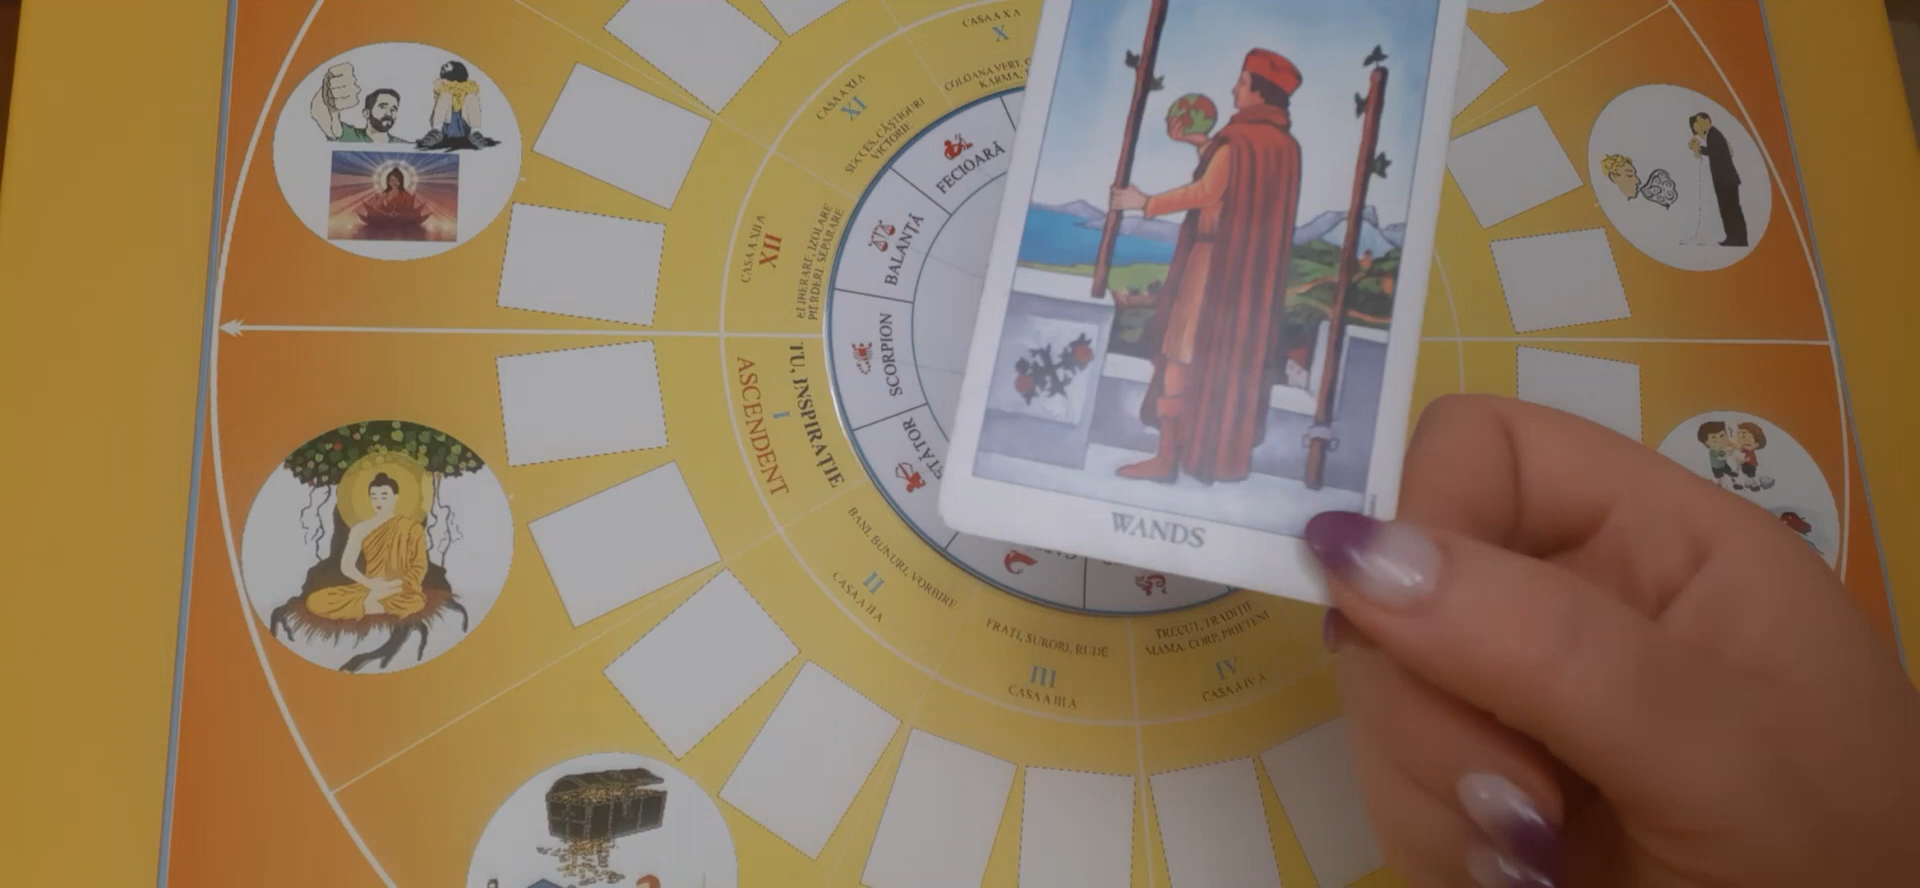 CASA A X A
X
COLOANA VERT.
KARMA,
CASA A XI A
XI
SUCCES, CÂȘTIGURI
VICTORIE
FECIOARĂ
CASA A XII A
XII
ELIBERARE, IZOLARE
PIERDERI, SEPARARE
BALANȚĂ
SCORPION
TU, INSPIRAȚIE
I
ASCENDENT
BANI, BUNURI, VORBIRE
II
CASA A II A
FRAȚI, SURORI, RUDE
III
CASA A III A
TRECUT, TRADIȚII
MAMA, CORP, PRIETENI
IV
CASA A IV A
WANDS